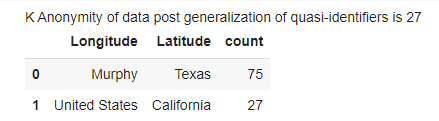 K Anonymity of data post generalization of quasi-identifiers is 27
Longitude Latitude count
0 Murphy Texas 75
1 United States California 27